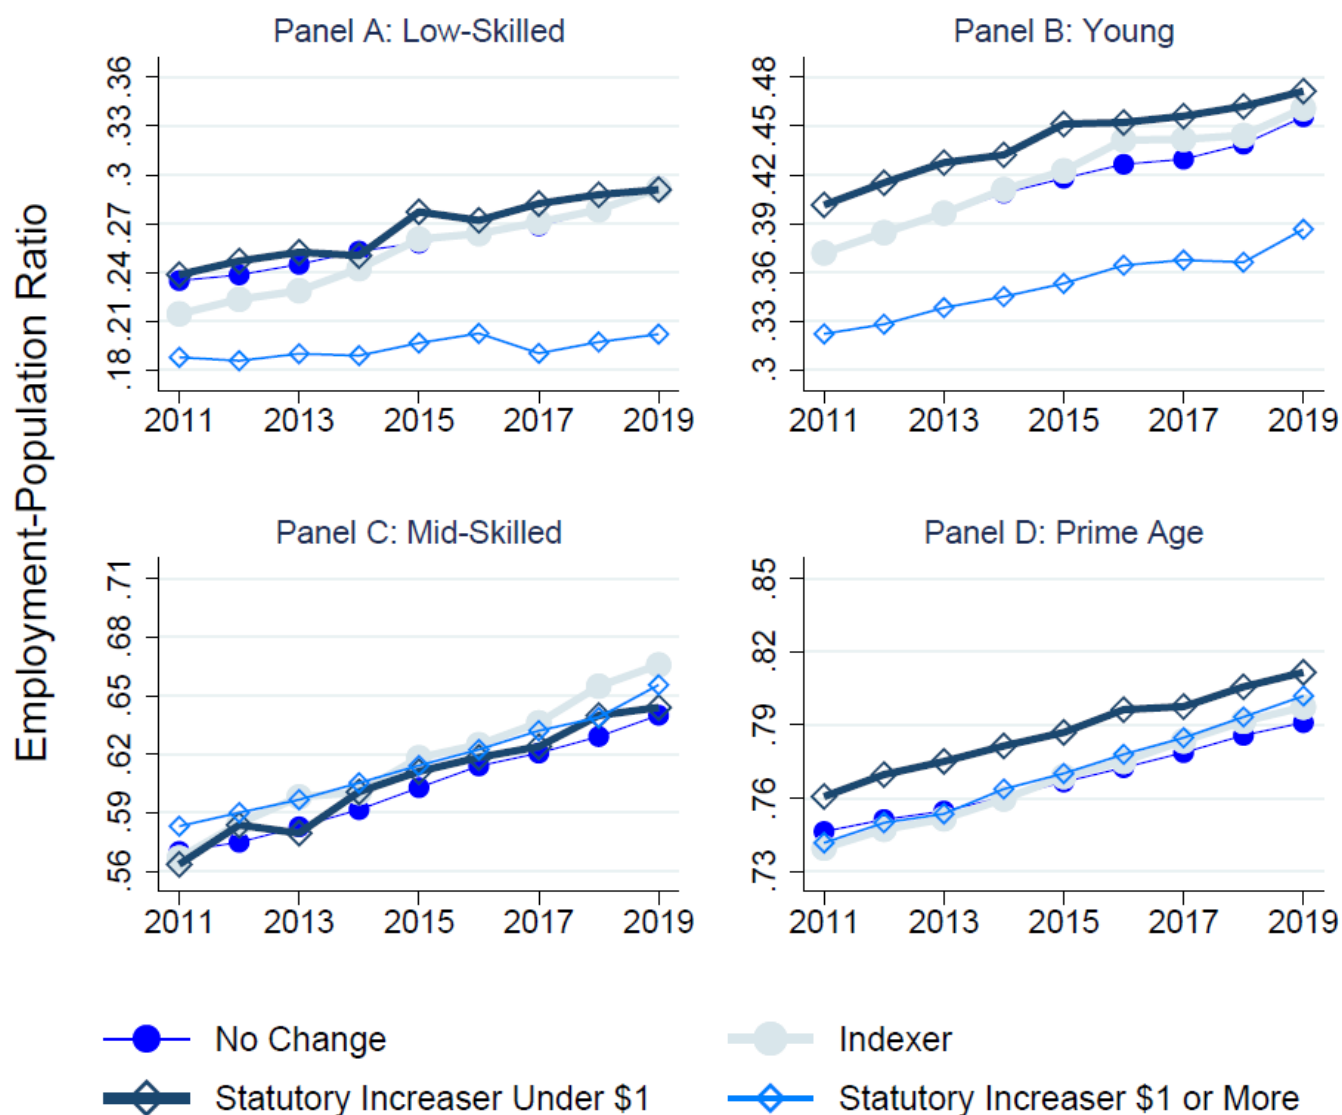 Panel A: Low-Skilled
Panel B: Young
Employment-Population Ratio
.36
.33
.3
.27
.24
.21
.18
2011 2013 2015 2017 2019
.48
.45
.42
.39
.36
.33
.3
2011 2013 2015 2017 2019
Panel C: Mid-Skilled
Panel D: Prime Age
.71
.68
.65
.62
.59
.56
2011 2013 2015 2017 2019
.85
.82
.79
.76
.73
2011 2013 2015 2017 2019
No Change
Indexer
Statutory Increaser Under $1
Statutory Increaser $1 or More